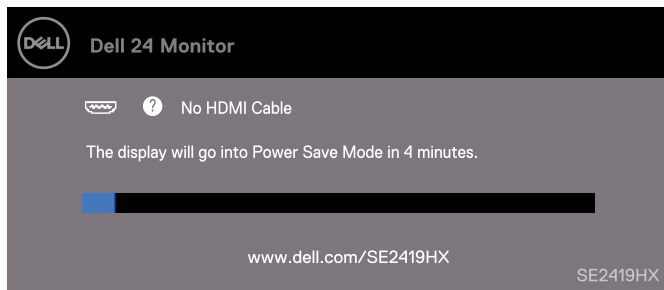 DELL
Dell 24 Monitor
? No HDMI Cable
The display will go into Power Save Mode in 4 minutes.
www.dell.com/SE2419HX
SE2419HX